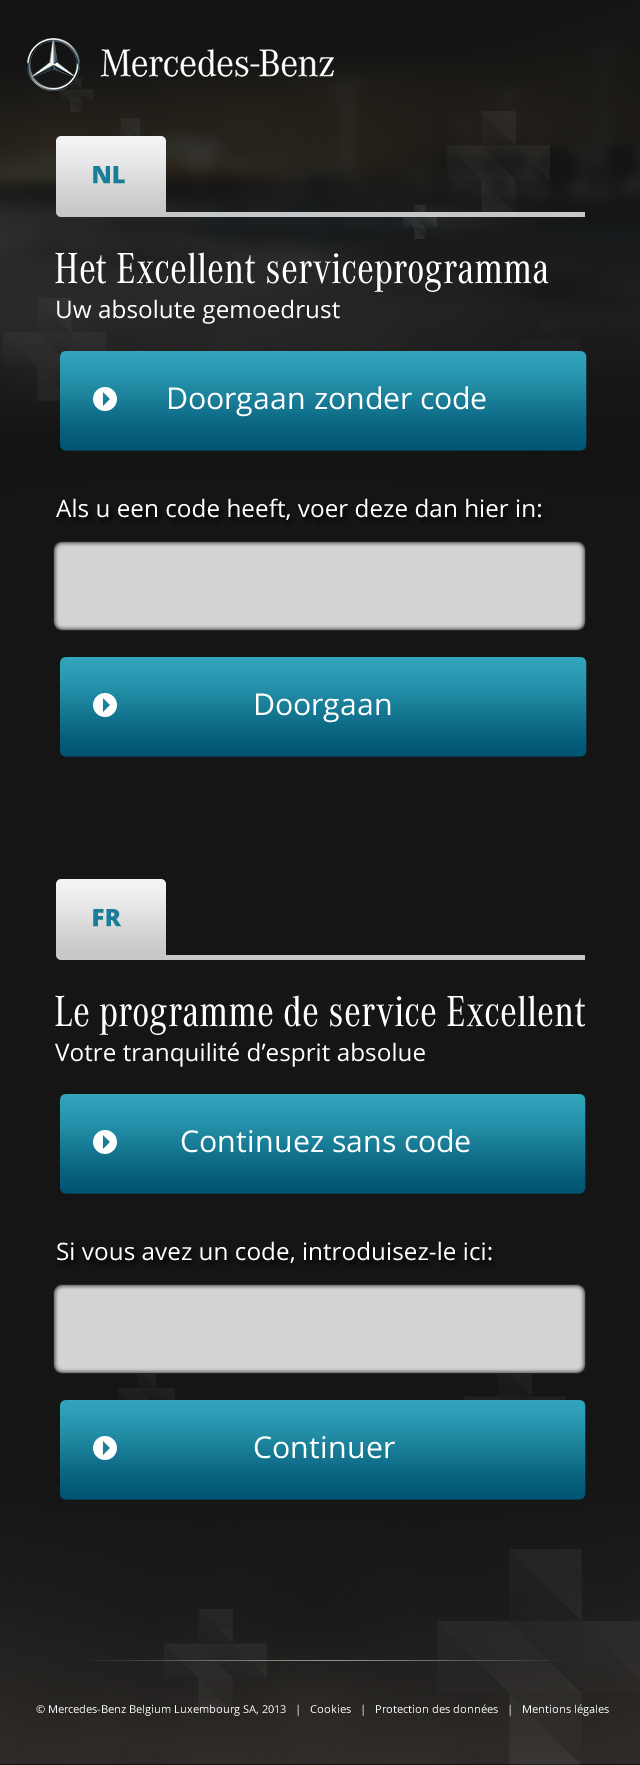 Mercedes-Benz
NL
Het Excellent serviceprogramma
Uw absolute gemoedrust
Doorgaan zonder code
Als u een code heeft, voer deze dan hier in:
Doorgaan
FR
Le programme de service Excellent
Votre tranquilité d’esprit absolue
Continuez sans code
Si vous avez un code, introduisez-le ici:
Continuer
© Mercedes-Benz Belgium Luxembourg SA, 2013 | Cookies | Protection des données | Mentions légales